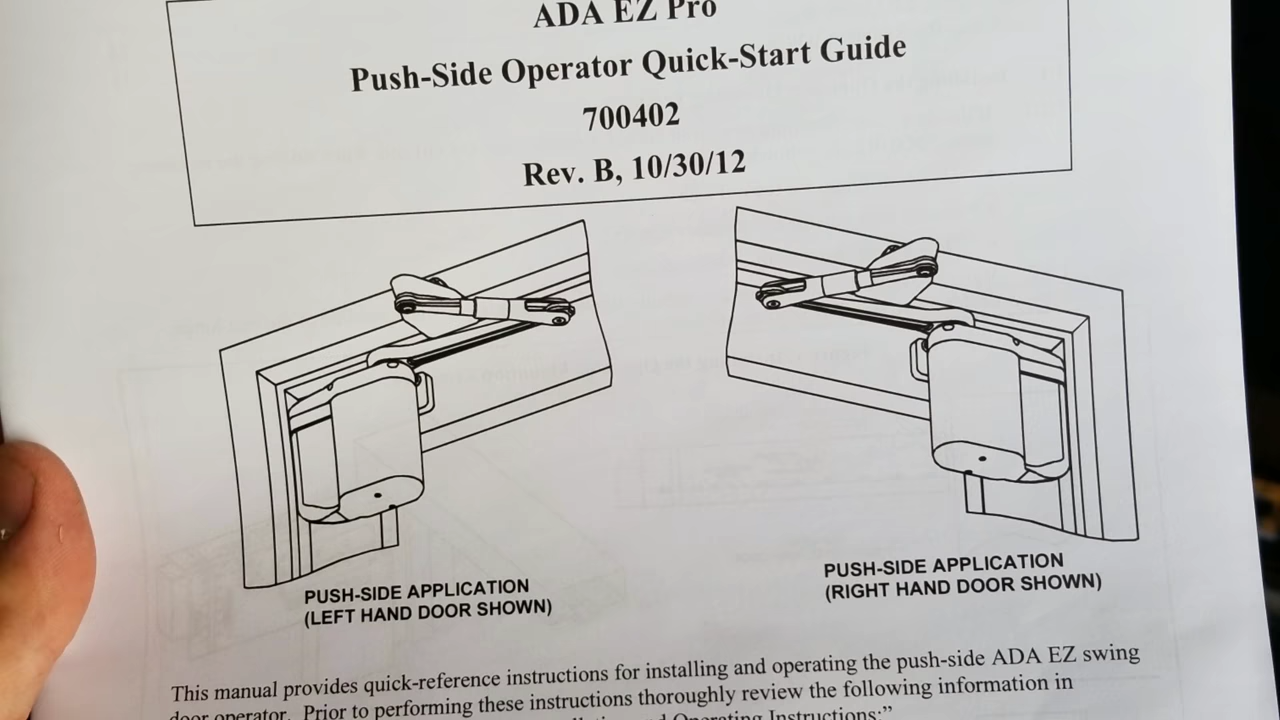 ADA EZ Pro
Push-Side Operator Quick-Start Guide
700402
Rev. B, 10/30/12
PUSH-SIDE APPLICATION
(LEFT HAND DOOR SHOWN)
PUSH-SIDE APPLICATION
(RIGHT HAND DOOR SHOWN)
This manual provides quick-reference instructions for installing and operating the push-side ADA EZ swing
door operator. Prior to performing these instructions thoroughly review the following information in
and Operating Instructions:”